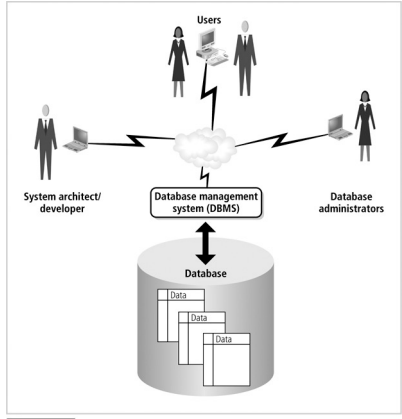 Users
System architect/
developer
Database management
system (DBMS)
Database
administrators
Database
Data
Data
Data